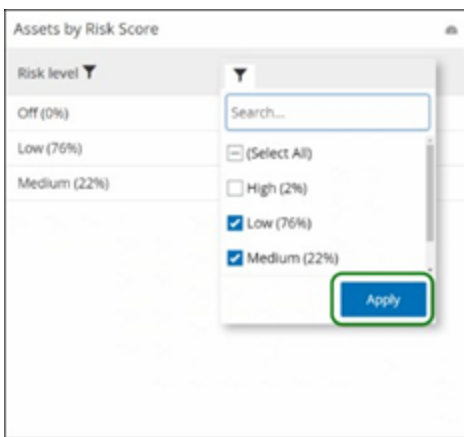 Assets by Risk Score
Risk level
Off (0%)
Low (76%)
Medium (22%)
Search...
(Select All)
High (2%)
Low (76%)
Medium (22%)
Apply